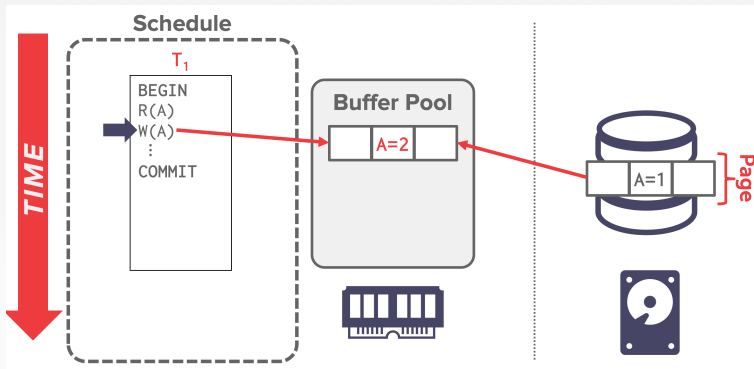 Schedule
T1
BEGIN
R(A)
W(A)
⋮
COMMIT
TIME
Buffer Pool
A=2
A=1
Page